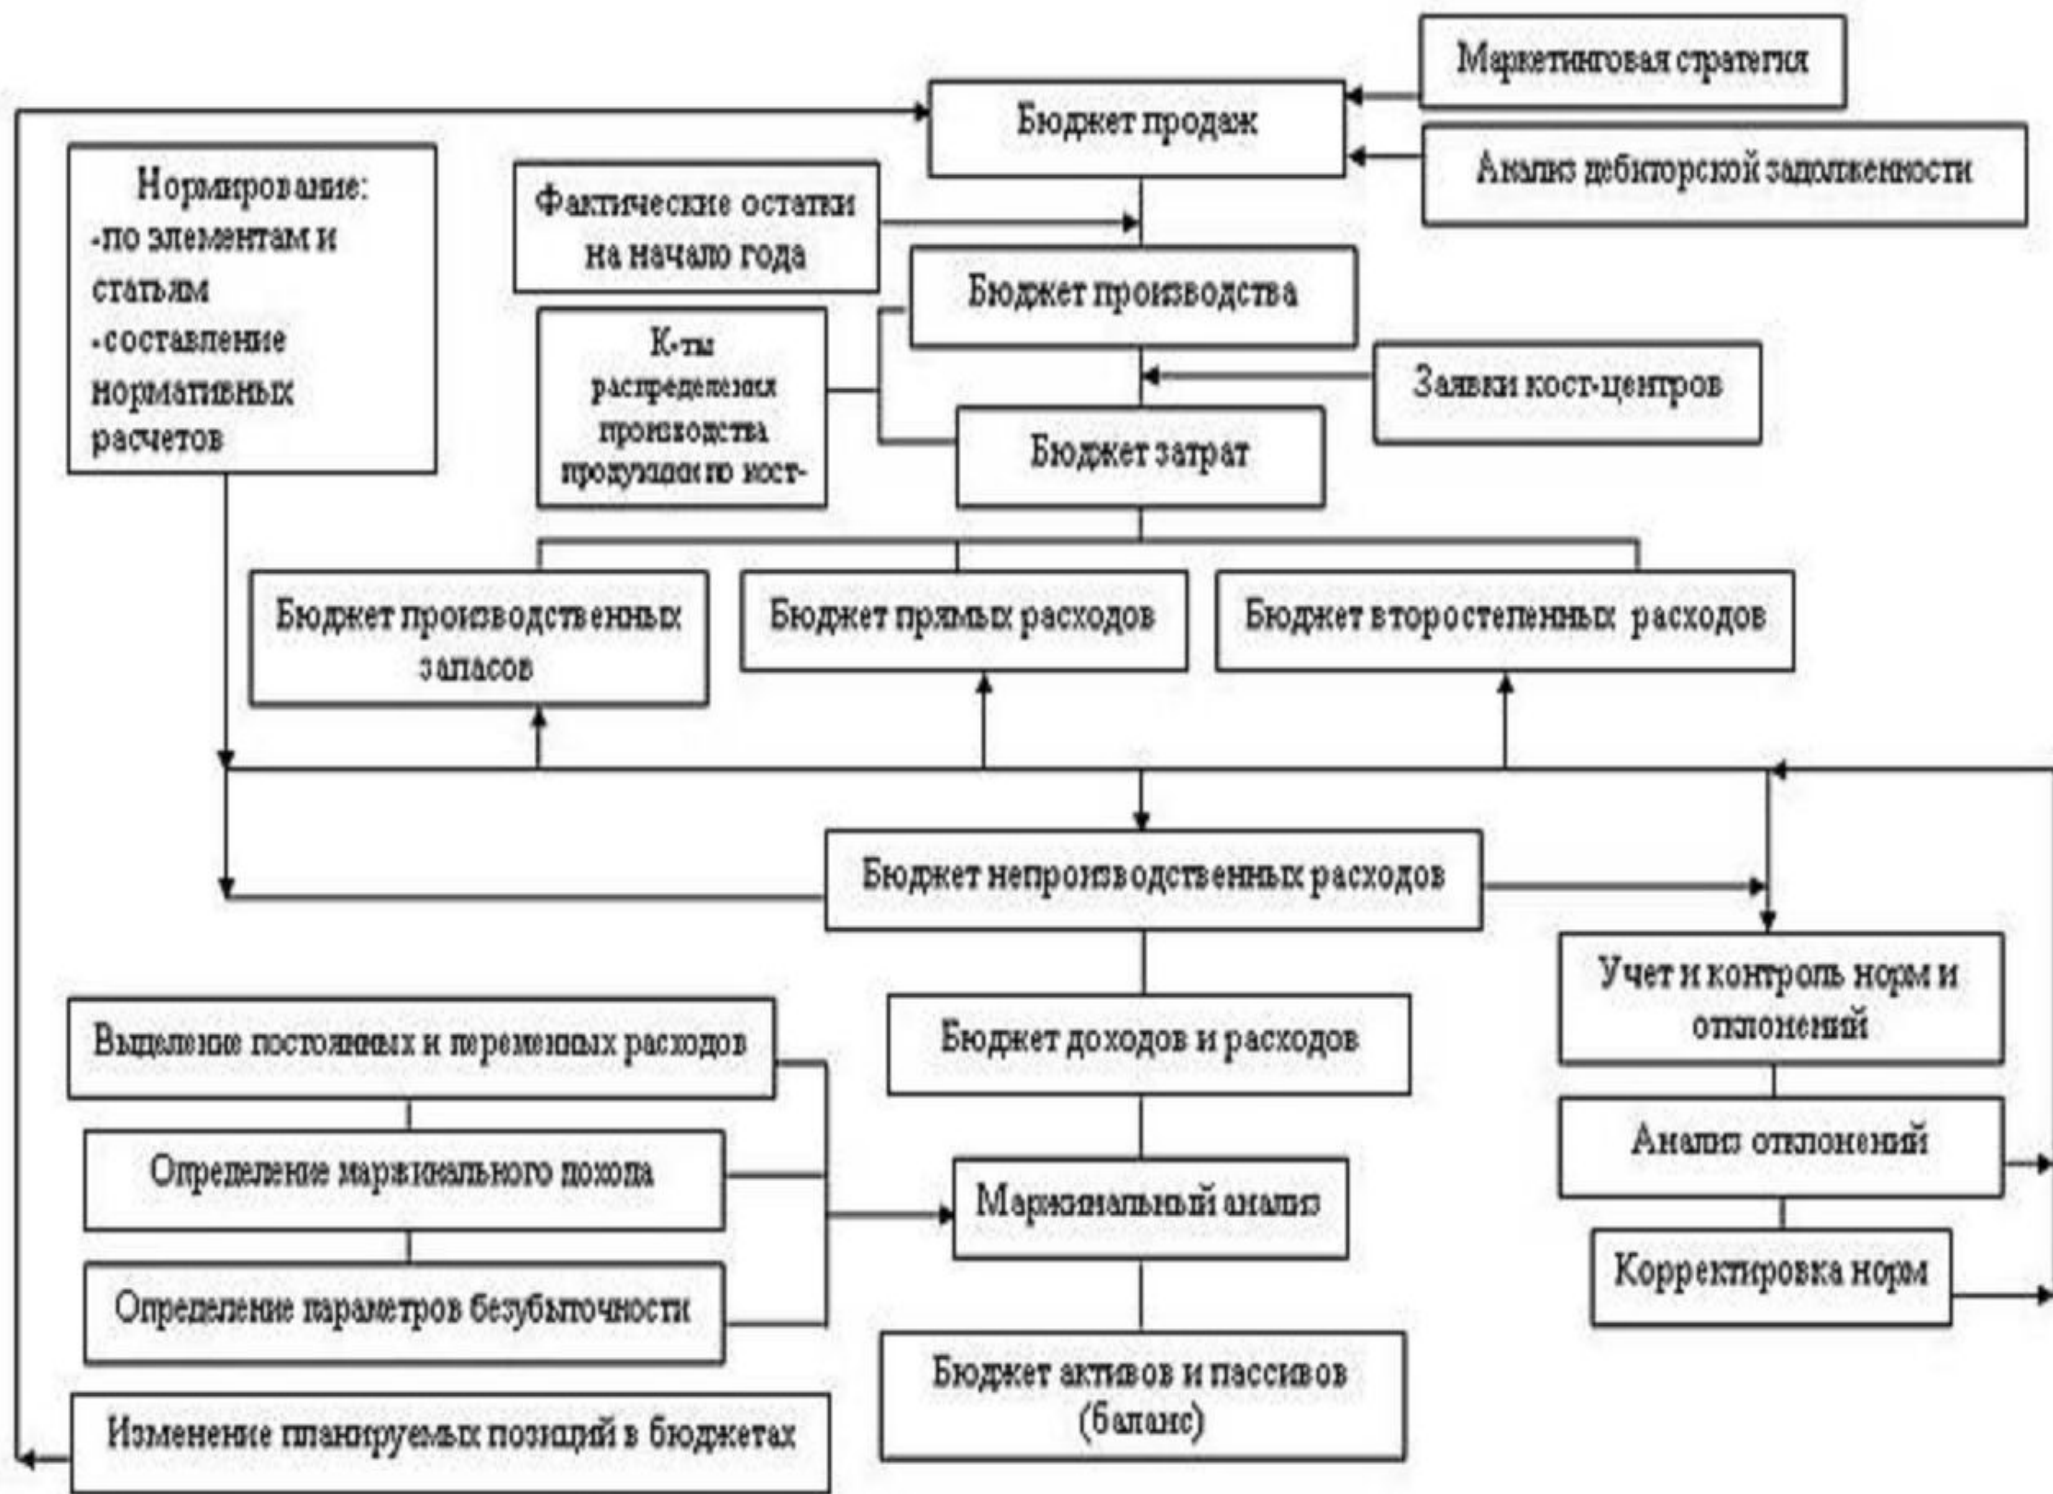 Маркетинговая стратегия
Бюджет продаж
Анализ дебиторской задолженности
Нормирование:
-по элементам и
статьям
-составление
нормативных
расчетов
Фактические остатки
на начало года
Бюджет производства
К-ты
распределения
производства
продукции по кост-
Заявки кост-центров
Бюджет затрат
Бюджет производственных
запасов
Бюджет прямых расходов
Бюджет второстепенных расходов
Бюджет непроизводственных расходов
Учет и контроль норм и
отклонений
Выделение постоянных и переменных расходов
Бюджет доходов и расходов
Анализ отклонений
Определение маржинального дохода
Маржинальный анализ
Корректировка норм
Определение параметров безубыточности
Бюджет активов и пассивов
(баланс)
Изменение планируемых позиций в бюджетах